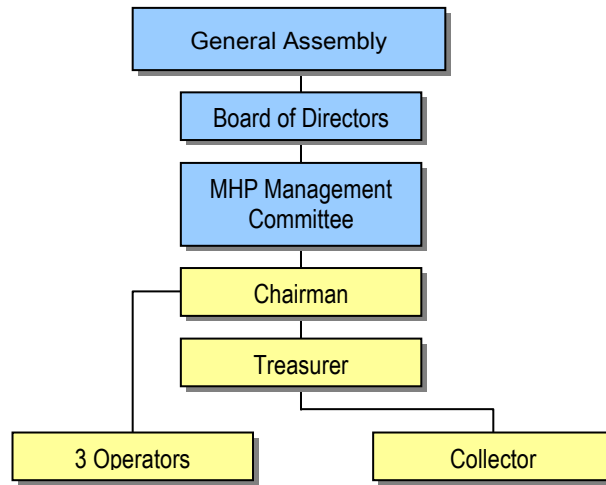 General Assembly
Board of Directors
MHP Management
Committee
Chairman
Treasurer
3 Operators
Collector